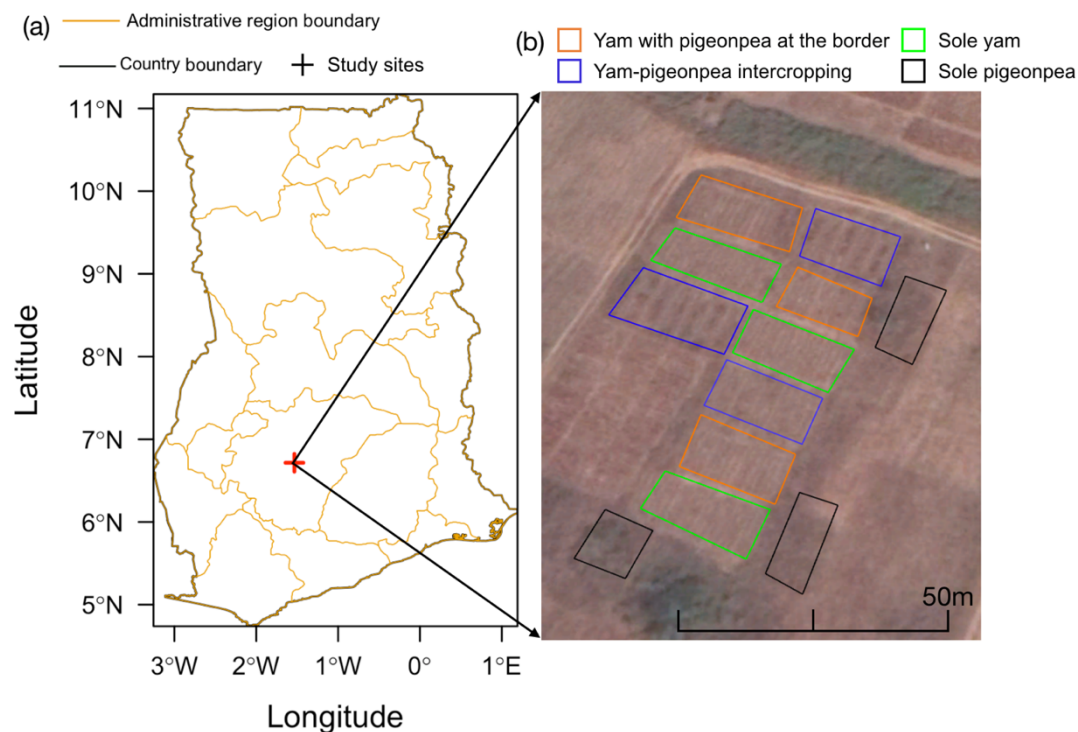 (a)
Administrative region boundary
Country boundary
Study sites
(b)
Yam with pigeonpea at the border
Sole yam
Yam-pigeonpea intercropping
Sole pigeonpea
11°N
10°N
9°N
8°N
7°N
6°N
5°N
Latitude
3°W
2°W
1°W
0°
1°E
Longitude
50m